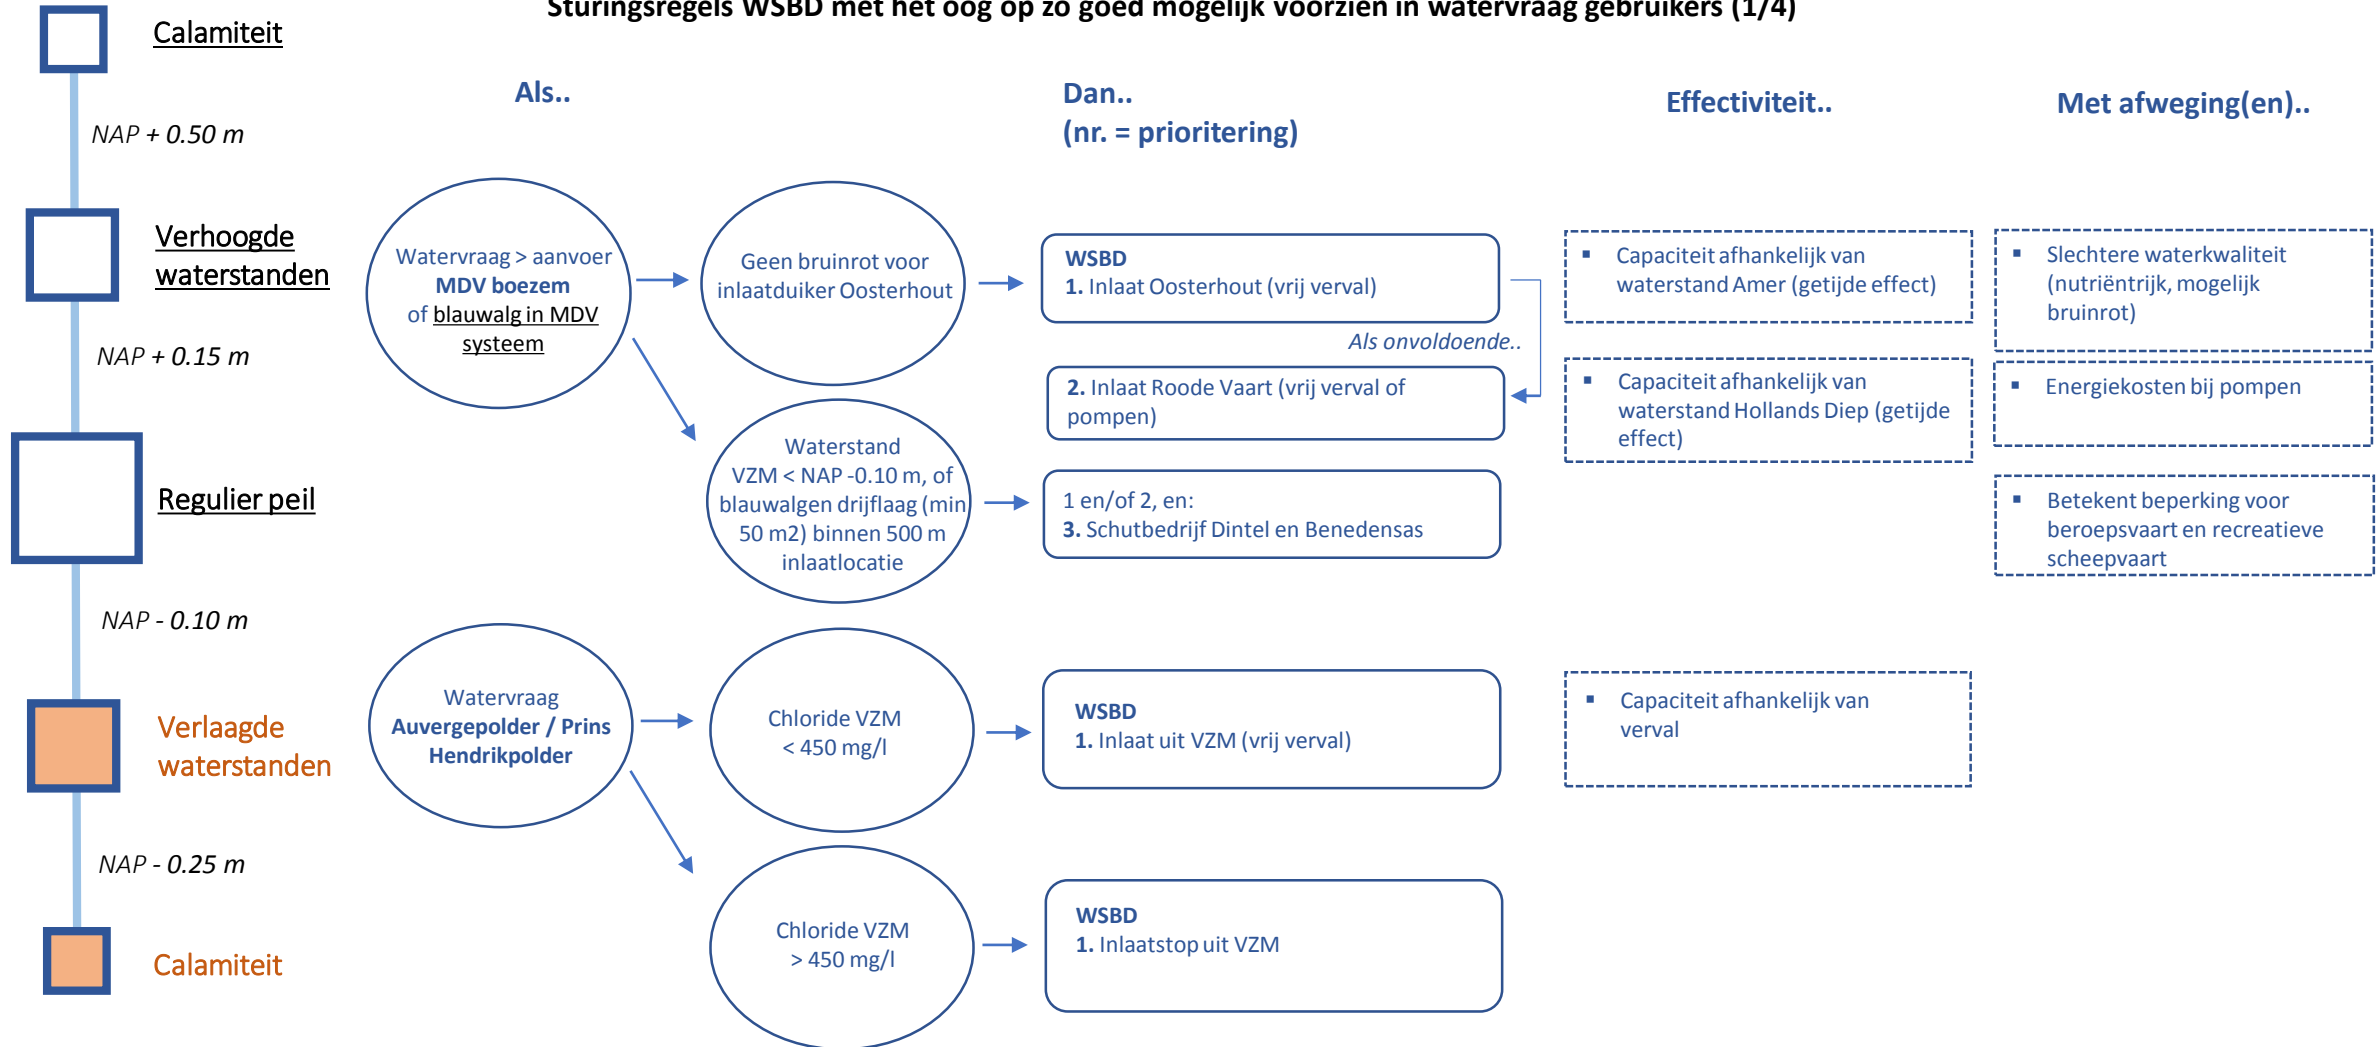 Sturingsregels WSBD met het oog op zo goed mogelijk voorzien in watervraag gebruikers (1/4)
Calamiteit
NAP + 0.50 m
Verhoogde
waterstanden
NAP + 0.15 m
Regulier peil
NAP - 0.10 m
Verlaagde
waterstanden
NAP - 0.25 m
Calamiteit
Als..
Dan..
(nr. = prioritering)
Effectiviteit..
Met afweging(en)..
Watervraag > aanvoer
MDV boezem
of blauwalg in MDV
systeem
Geen bruinrot voor
inlaatduiker Oosterhout
WSBD
1. Inlaat Oosterhout (vrij verval)
Als onvoldoende..
2. Inlaat Roode Vaart (vrij verval of
pompen)
▪ Capaciteit afhankelijk van
waterstand Amer (getijde effect)
▪ Slechtere waterkwaliteit
(nutriëntrijk, mogelijk
bruinrot)
▪ Capaciteit afhankelijk van
waterstand Hollands Diep (getijde
effect)
▪ Energiekosten bij pompen
Waterstand
VZM < NAP -0.10 m, of
blauwalgen drijflaag (min
50 m2) binnen 500 m
inlaatlocatie
1 en/of 2, en:
3. Schutbedrijf Dintel en Benedensas
▪ Betekent beperking voor
beroepsvaart en recreatieve
scheepvaart
Watervraag
Auvergepolder / Prins
Hendrikpolder
Chloride VZM
< 450 mg/l
WSBD
1. Inlaat uit VZM (vrij verval)
▪ Capaciteit afhankelijk van
verval
Chloride VZM
> 450 mg/l
WSBD
1. Inlaatstop uit VZM